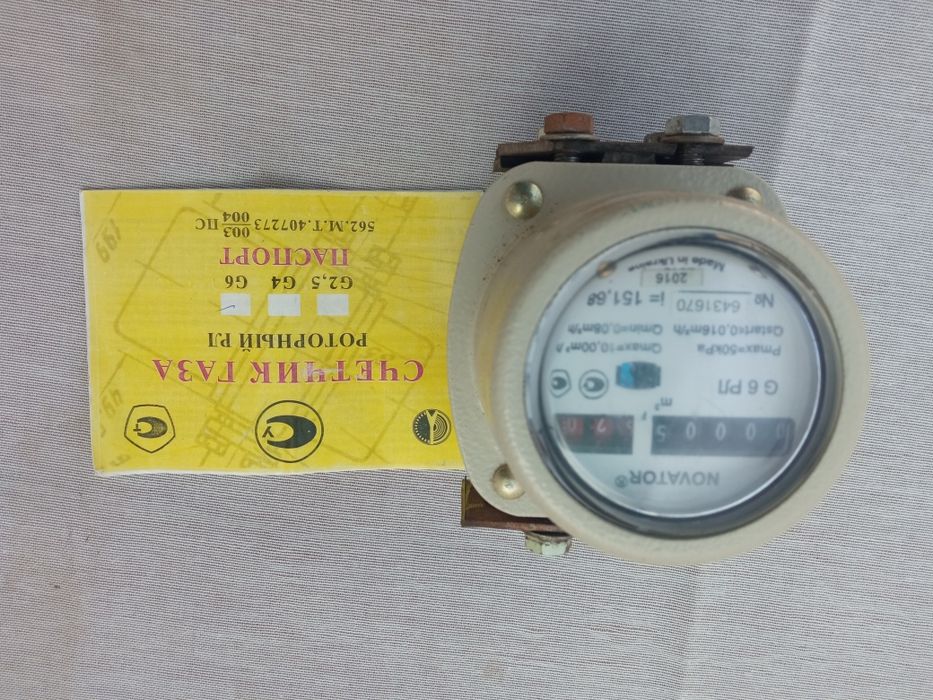 СЧЕТЧИК ГАЗА
РОТОРНЫЙ РЛ
G2,5 G4 G6
ПАСПОРТ
562.М.Т.407273 003/004 ПС
NOVATOR®
m³
G 6 РЛ
Pmax=50kPa
Qmax=10,00m³/h
Qstart=0,016m³/h
Qmin=0,08m³/h
№ 6431670
i = 151,68
2016
Made in Ukraine